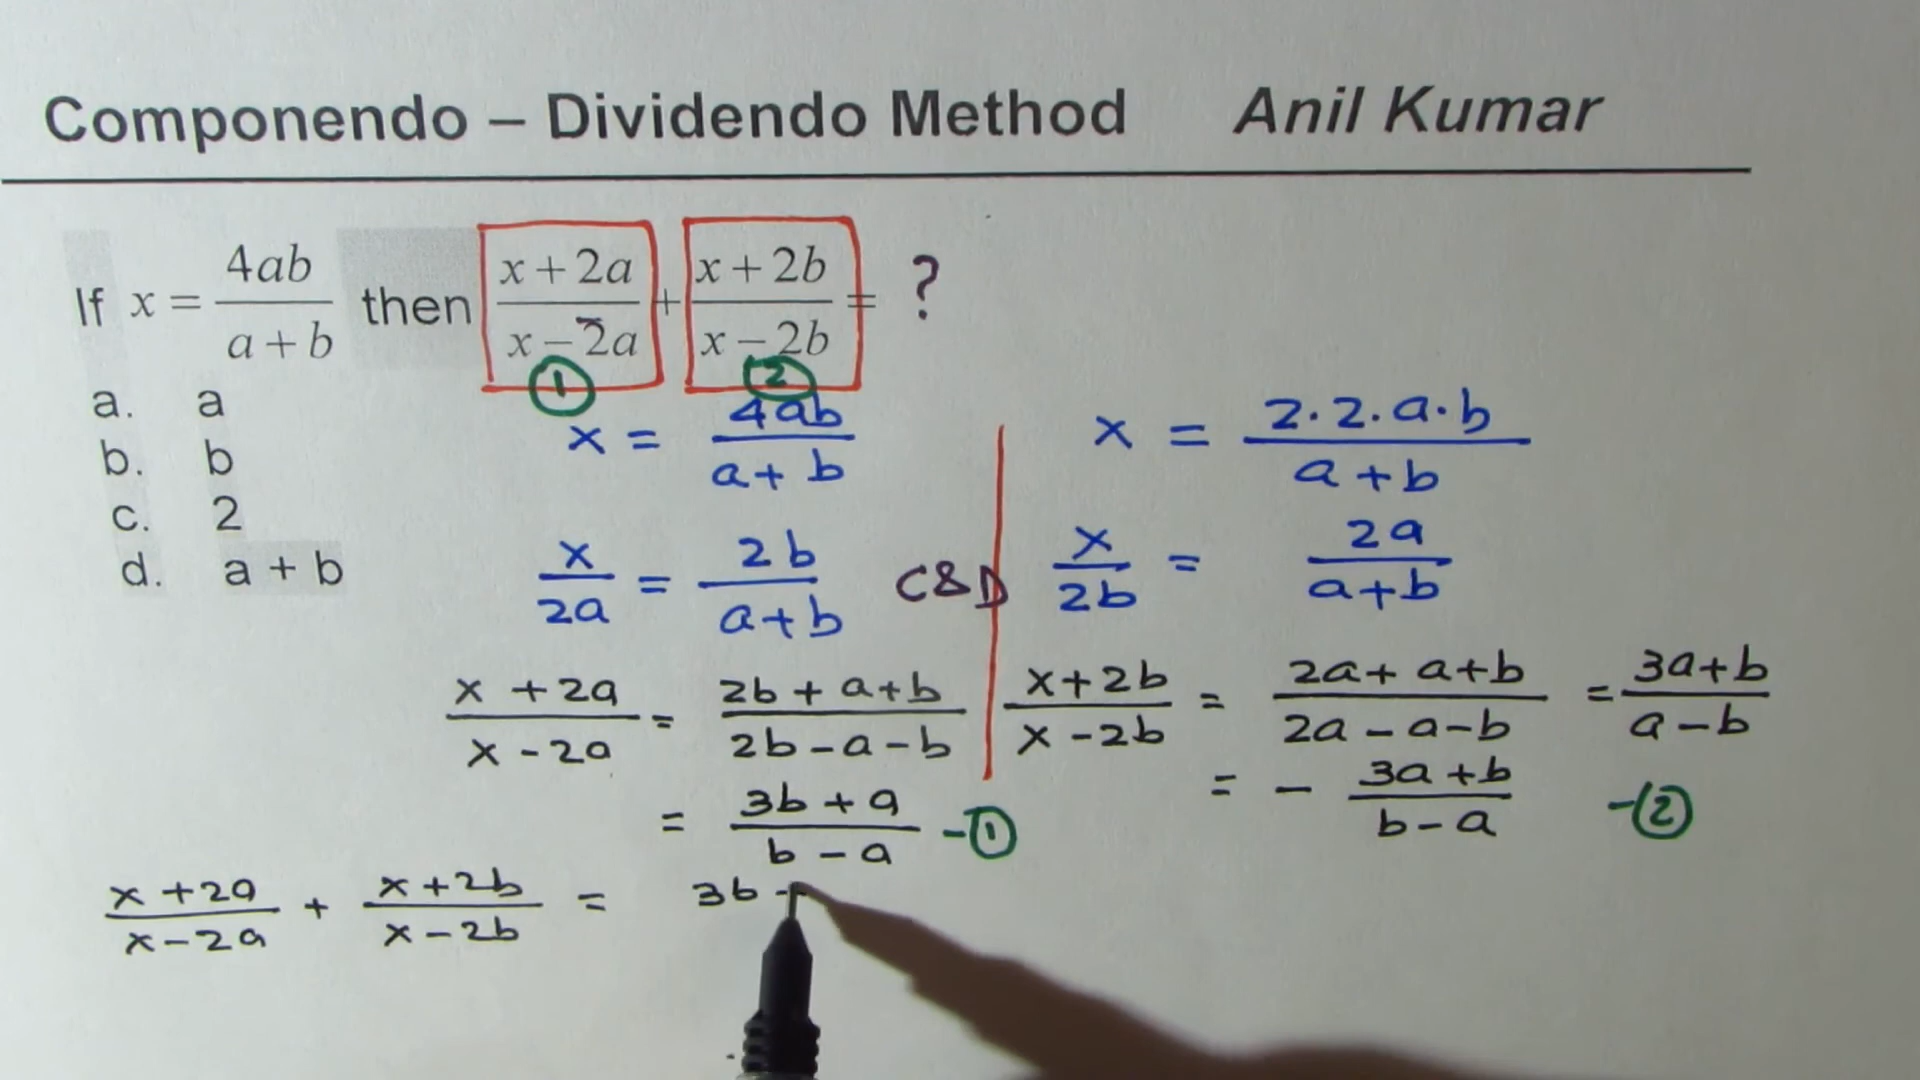 Componendo – Dividendo Method Anil Kumar
If x = 4ab / a + b then x + 2a / x − 2a + x + 2b / x − 2b = ?
① ②
a. a
b. b
c. 2
d. a + b
x = 4ab / a + b
x = 2·2·a·b / a + b
x / 2a = 2b / a + b
C&D
x / 2b = 2a / a + b
x + 2a / x - 2a = 2b + a + b / 2b - a - b
x + 2b / x - 2b = 2a + a + b / 2a - a - b = 3a + b / a - b
= 3b + a / b - a - ①
= - 3a + b / b - a - ②
x + 2a / x - 2a + x + 2b / x - 2b = 3b +